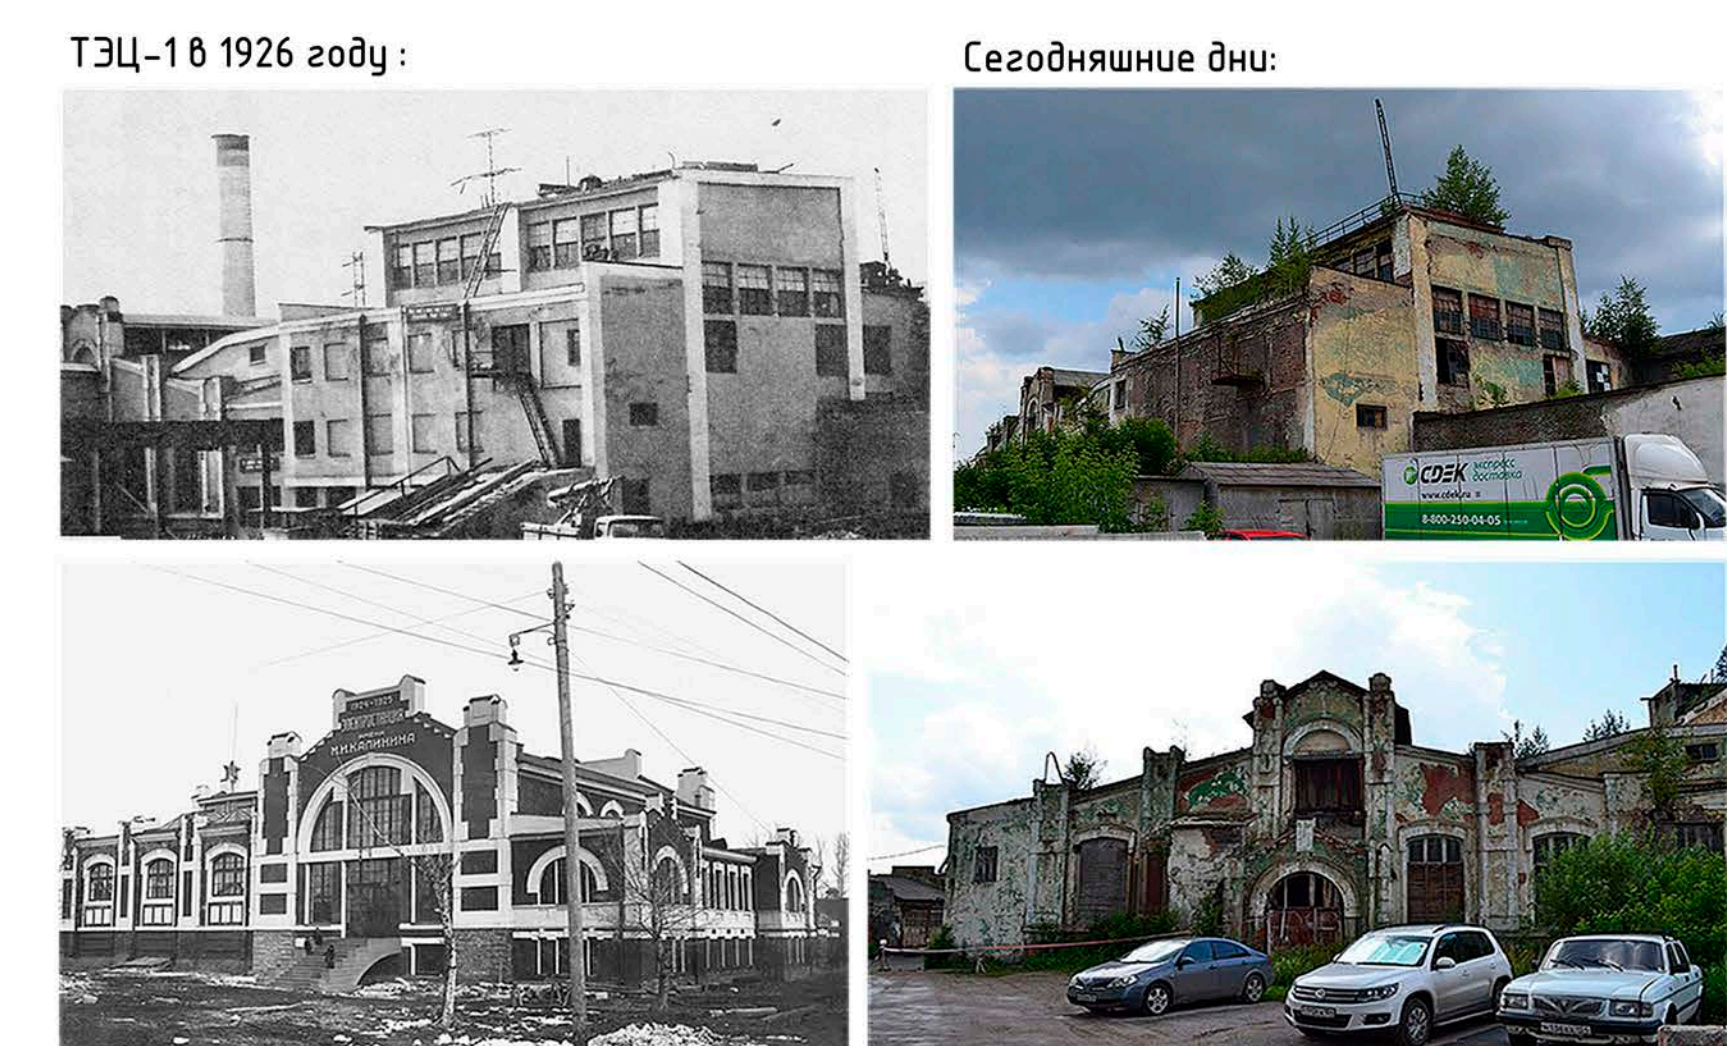 ТЭЦ-1 в 1926 году :
Сегодняшние дни:
CDEK экспресс
доставка
www.cdek.ru
8-800-250-04-05
1924-1925
ЭЛЕКТРОСТАНЦИЯ
ИМЕНИ
М.И.КАЛИНИНА